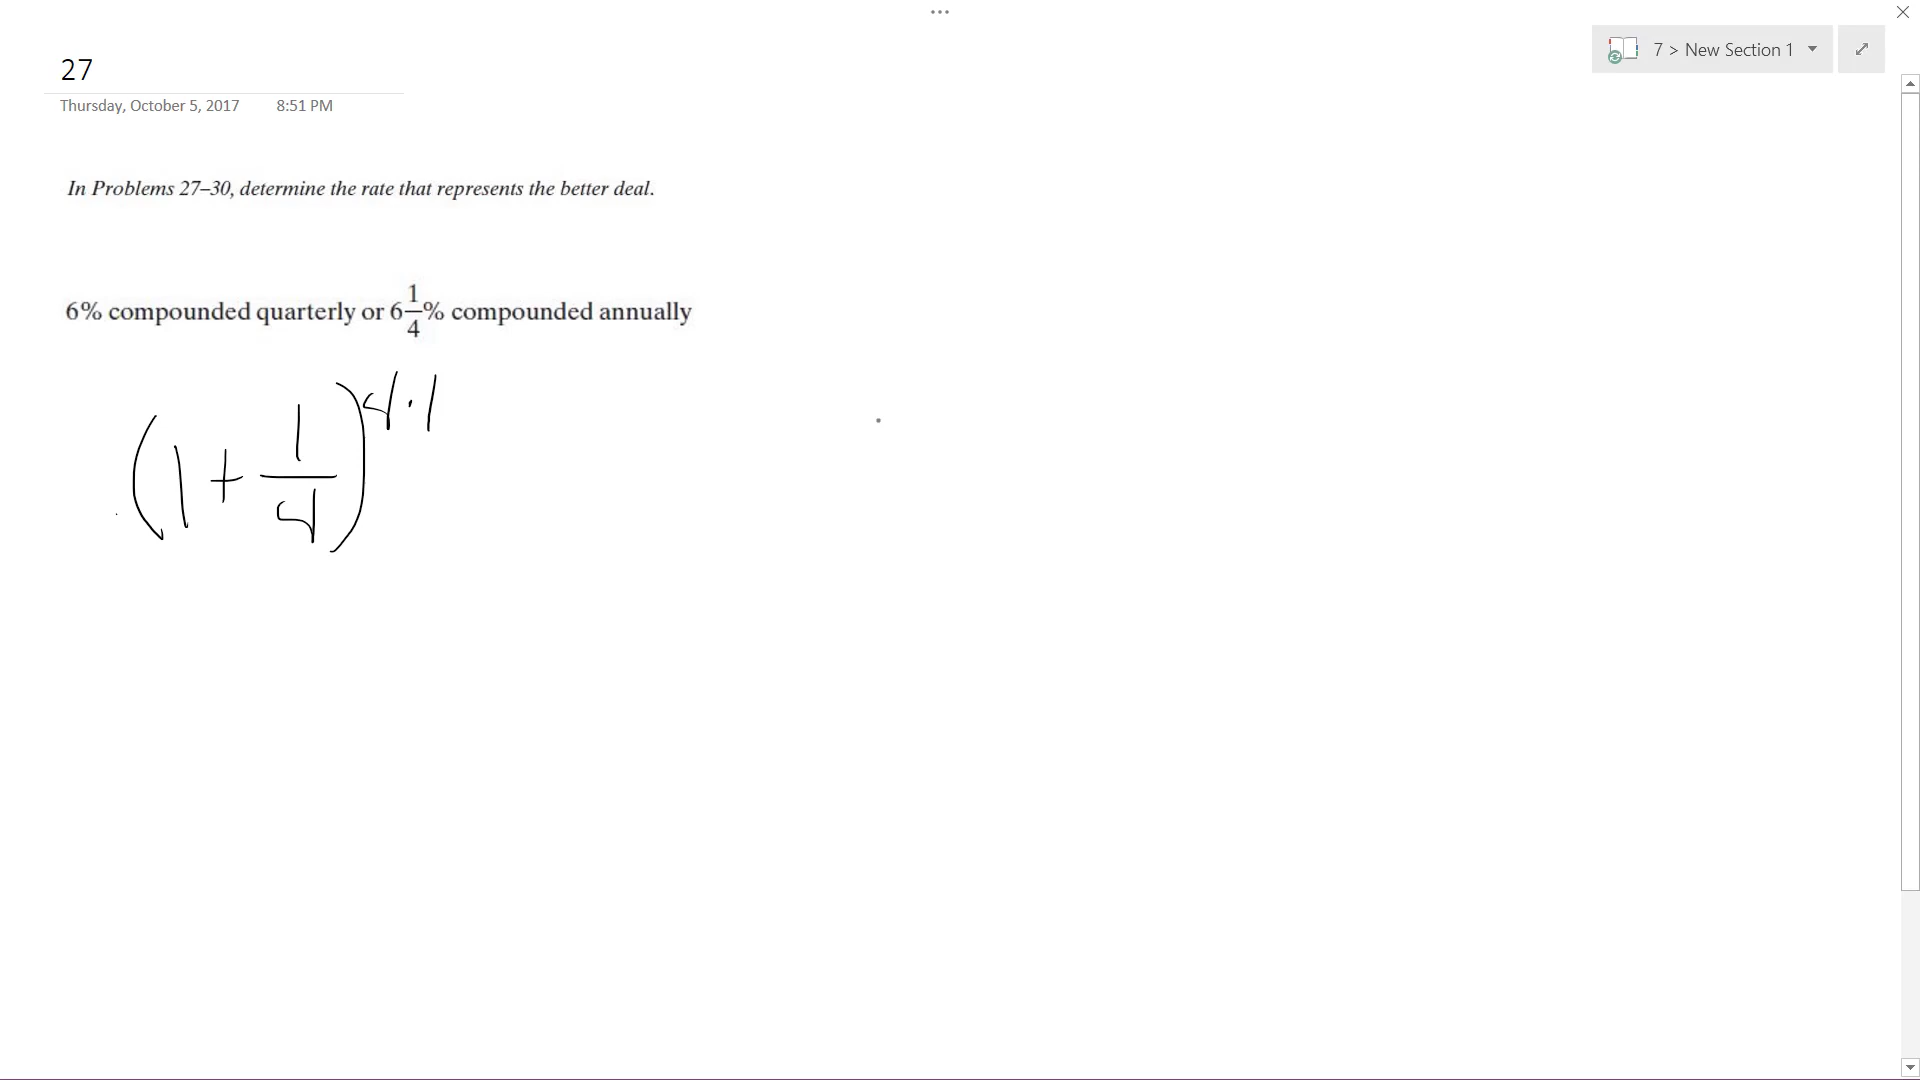 ...
7 > New Section 1
27
Thursday, October 5, 2017 8:51 PM
In Problems 27–30, determine the rate that represents the better deal.
6% compounded quarterly or 6 1/4% compounded annually
(1 + 1/4)^4·1